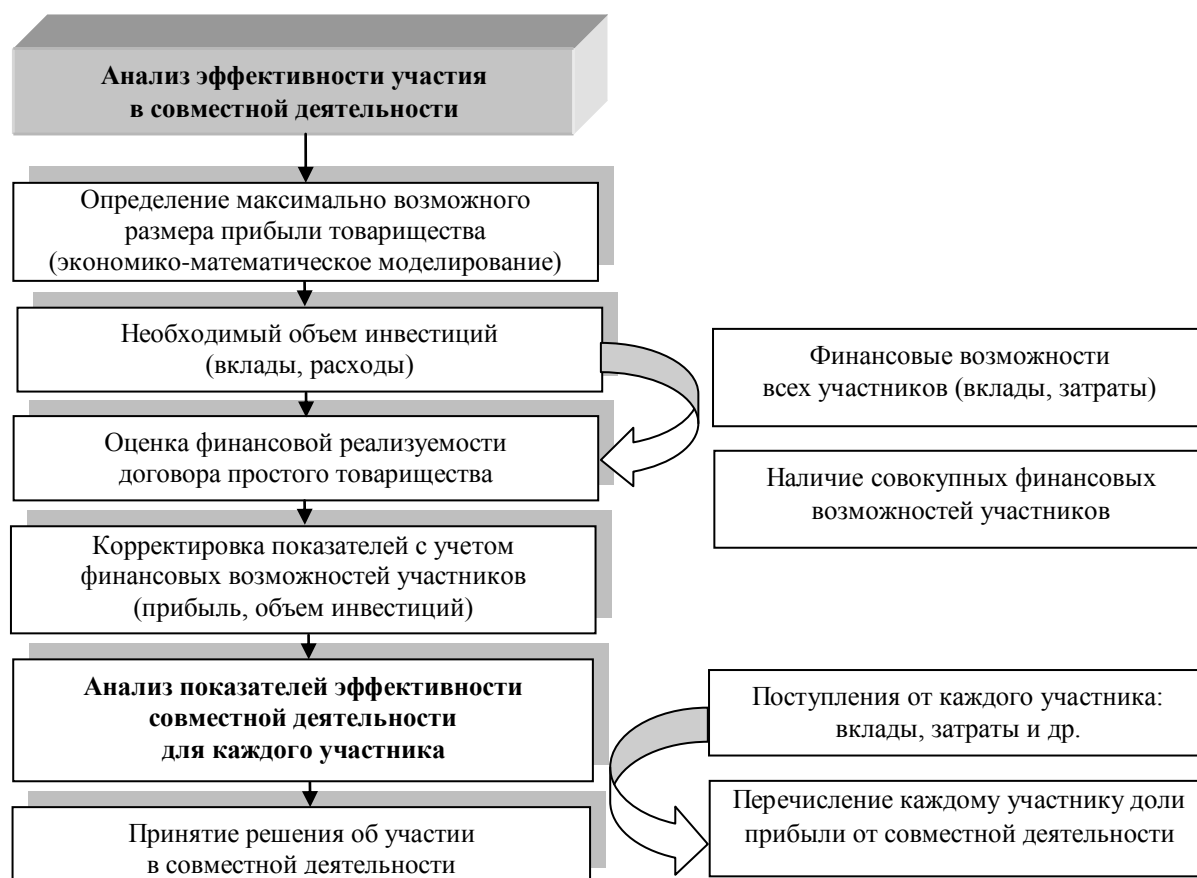 Анализ эффективности участия
в совместной деятельности
Определение максимально возможного
размера прибыли товарищества
(экономико-математическое моделирование)
Необходимый объем инвестиций
(вклады, расходы)
Финансовые возможности
всех участников (вклады, затраты)
Оценка финансовой реализуемости
договора простого товарищества
Наличие совокупных финансовых
возможностей участников
Корректировка показателей с учетом
финансовых возможностей участников
(прибыль, объем инвестиций)
Анализ показателей эффективности
совместной деятельности
для каждого участника
Поступления от каждого участника:
вклады, затраты и др.
Перечисление каждому участнику доли
прибыли от совместной деятельности
Принятие решения об участии
в совместной деятельности